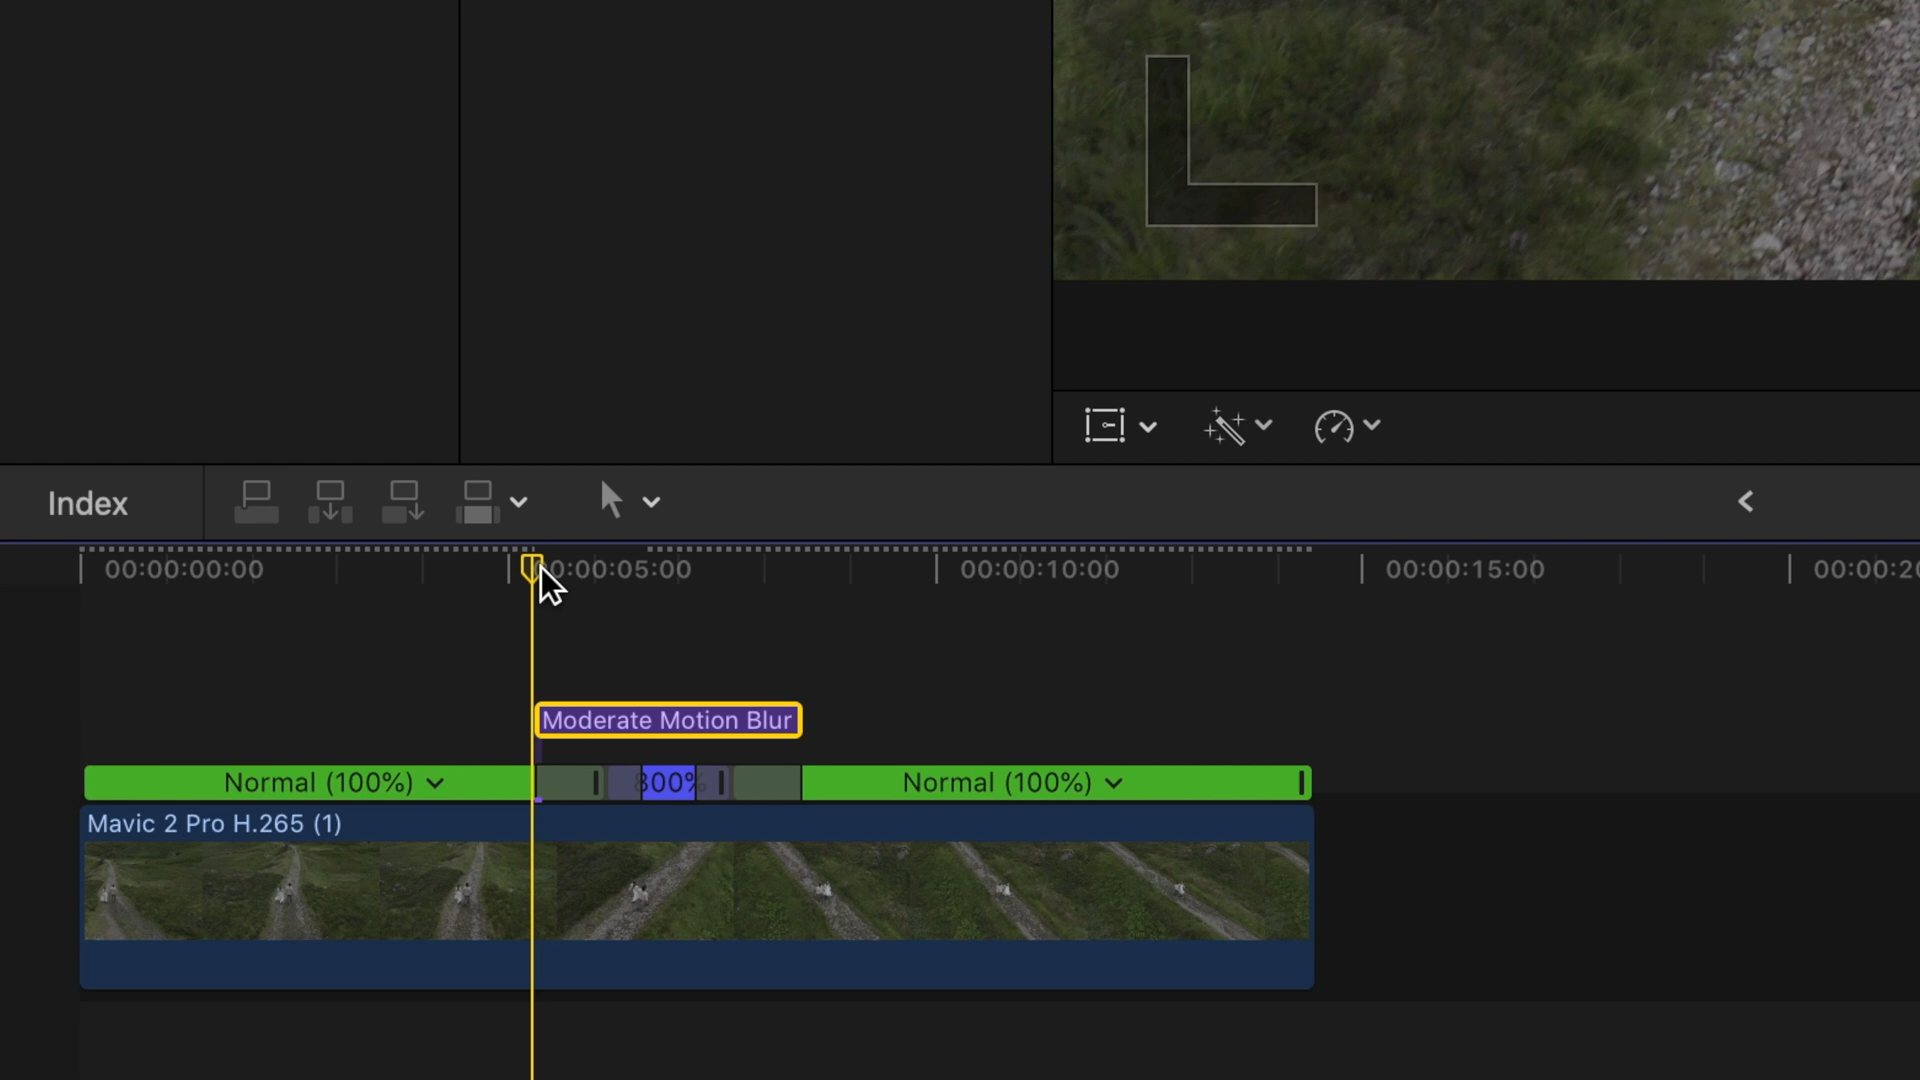 Index
00:00:00:00
00:00:05:00
00:00:10:00
00:00:15:00
00:00:20
Moderate Motion Blur
Normal (100%)
800%
Normal (100%)
Mavic 2 Pro H.265 (1)